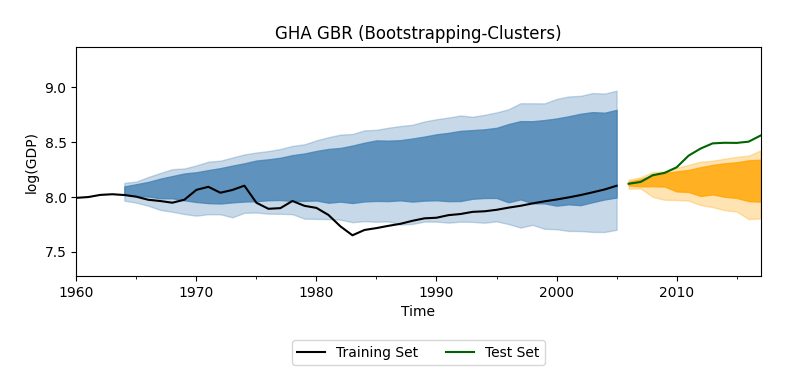 GHA GBR (Bootstrapping-Clusters)
log(GDP)
9.0
8.5
8.0
7.5
1960 1970 1980 1990 2000 2010
Time
Training Set Test Set